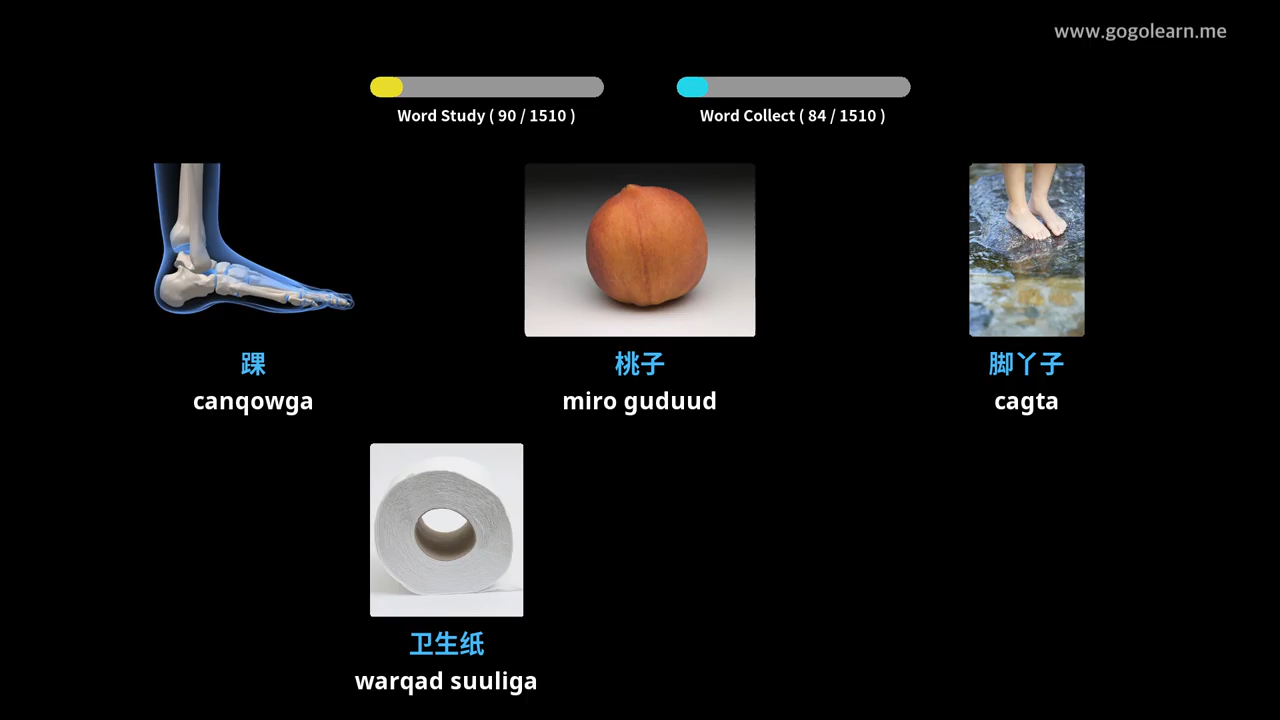 www.gogolearn.me
Word Study ( 90 / 1510 )
Word Collect ( 84 / 1510 )
踝
canqowga
桃子
miro guduud
脚丫子
cagta
卫生纸
warqad suuliga